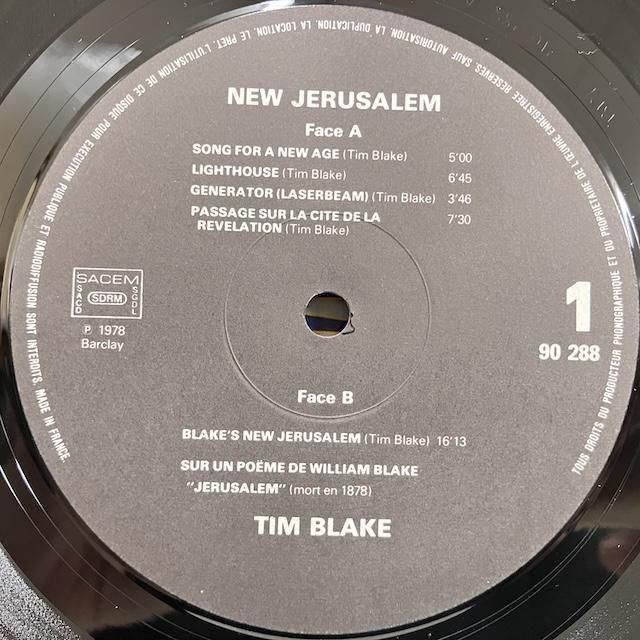 NEW JERUSALEM
Face A
SONG FOR A NEW AGE (Tim Blake) 5'00
LIGHTHOUSE (Tim Blake) 6'45
GENERATOR (LASERBEAM) (Tim Blake) 3'46
PASSAGE SUR LA CITE DE LA 7'30
REVELATION (Tim Blake)
SACEM
SACD
SDRM
SGDL
℗ 1978
Barclay
1
90 288
Face B
BLAKE'S NEW JERUSALEM (Tim Blake) 16'13
SUR UN POËME DE WILLIAM BLAKE
"JERUSALEM" (mort en 1878)
TIM BLAKE
TOUS DROITS DU PRODUCTEUR PHONOGRAPHIQUE ET DU PROPRIETAIRE DE L'ŒUVRE ENREGISTREE RESERVES. SAUF AUTORISATION, LA DUPLICATION, LA LOCATION, LE PRET, L'UTILISATION DE CE DISQUE POUR EXECUTION PUBLIQUE ET RADIODIFFUSION SONT INTERDITS. MADE IN FRANCE.